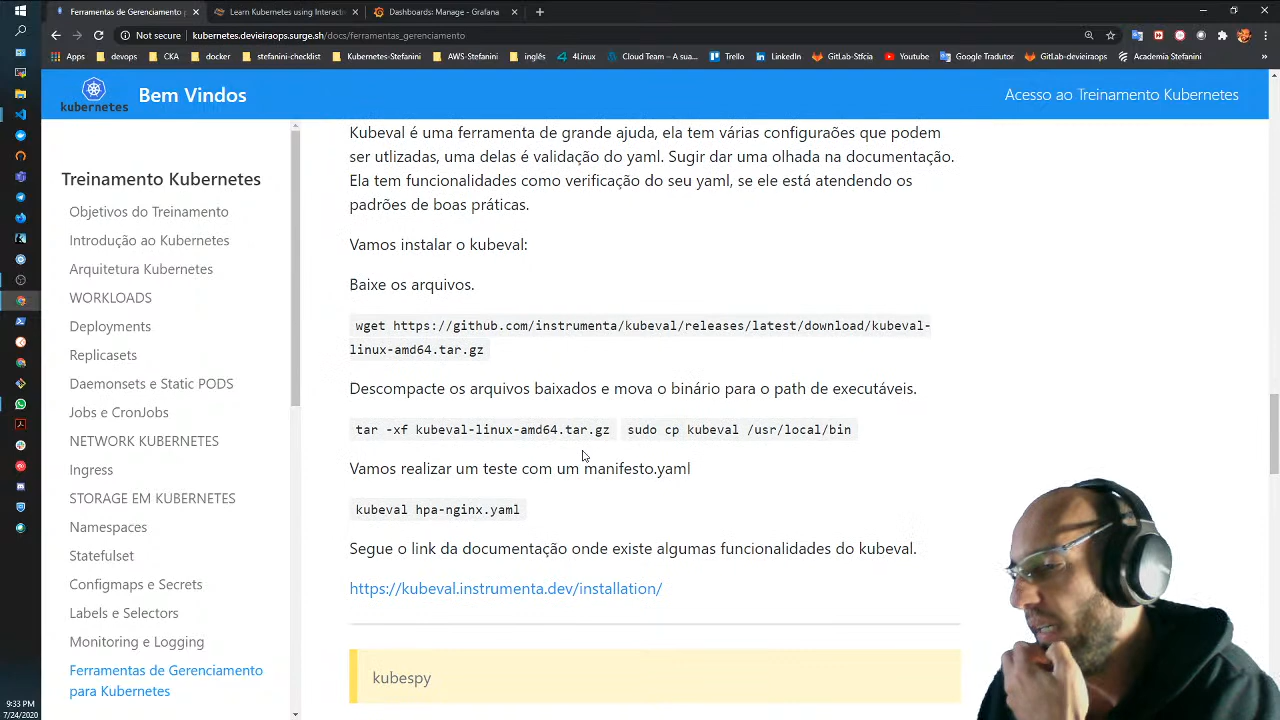 Ferramentas de Gerenciamento p
Learn Kubernetes using Interact
Dashboards: Manage - Grafana
Not secure
kubernetes.devieiraops.surge.sh/docs/ferramentas_gerenciamento
Apps
devops
CKA
docker
stefanini-checklist
Kubernetes-Stefanini
AWS-Stefanini
inglês
4Linux
Cloud Team – A sua...
Trello
LinkedIn
GitLab-Stfcia
Youtube
Google Tradutor
GitLab-devieiraops
Academia Stefanini
kubernetes
Bem Vindos
Acesso ao Treinamento Kubernetes
Treinamento Kubernetes
Objetivos do Treinamento
Introdução ao Kubernetes
Arquitetura Kubernetes
WORKLOADS
Deployments
Replicasets
Daemonsets e Static PODS
Jobs e CronJobs
NETWORK KUBERNETES
Ingress
STORAGE EM KUBERNETES
Namespaces
Statefulset
Configmaps e Secrets
Labels e Selectors
Monitoring e Logging
Ferramentas de Gerenciamento
para Kubernetes
Kubeval é uma ferramenta de grande ajuda, ela tem várias configuraões que podem
ser utlizadas, uma delas é validação do yaml. Sugir dar uma olhada na documentação.
Ela tem funcionalidades como verificação do seu yaml, se ele está atendendo os
padrões de boas práticas.
Vamos instalar o kubeval:
Baixe os arquivos.
wget https://github.com/instrumenta/kubeval/releases/latest/download/kubeval-
linux-amd64.tar.gz
Descompacte os arquivos baixados e mova o binário para o path de executáveis.
tar -xf kubeval-linux-amd64.tar.gz sudo cp kubeval /usr/local/bin
Vamos realizar um teste com um manifesto.yaml
kubeval hpa-nginx.yaml
Segue o link da documentação onde existe algumas funcionalidades do kubeval.
https://kubeval.instrumenta.dev/installation/
kubespy
9:33 PM
7/24/2020